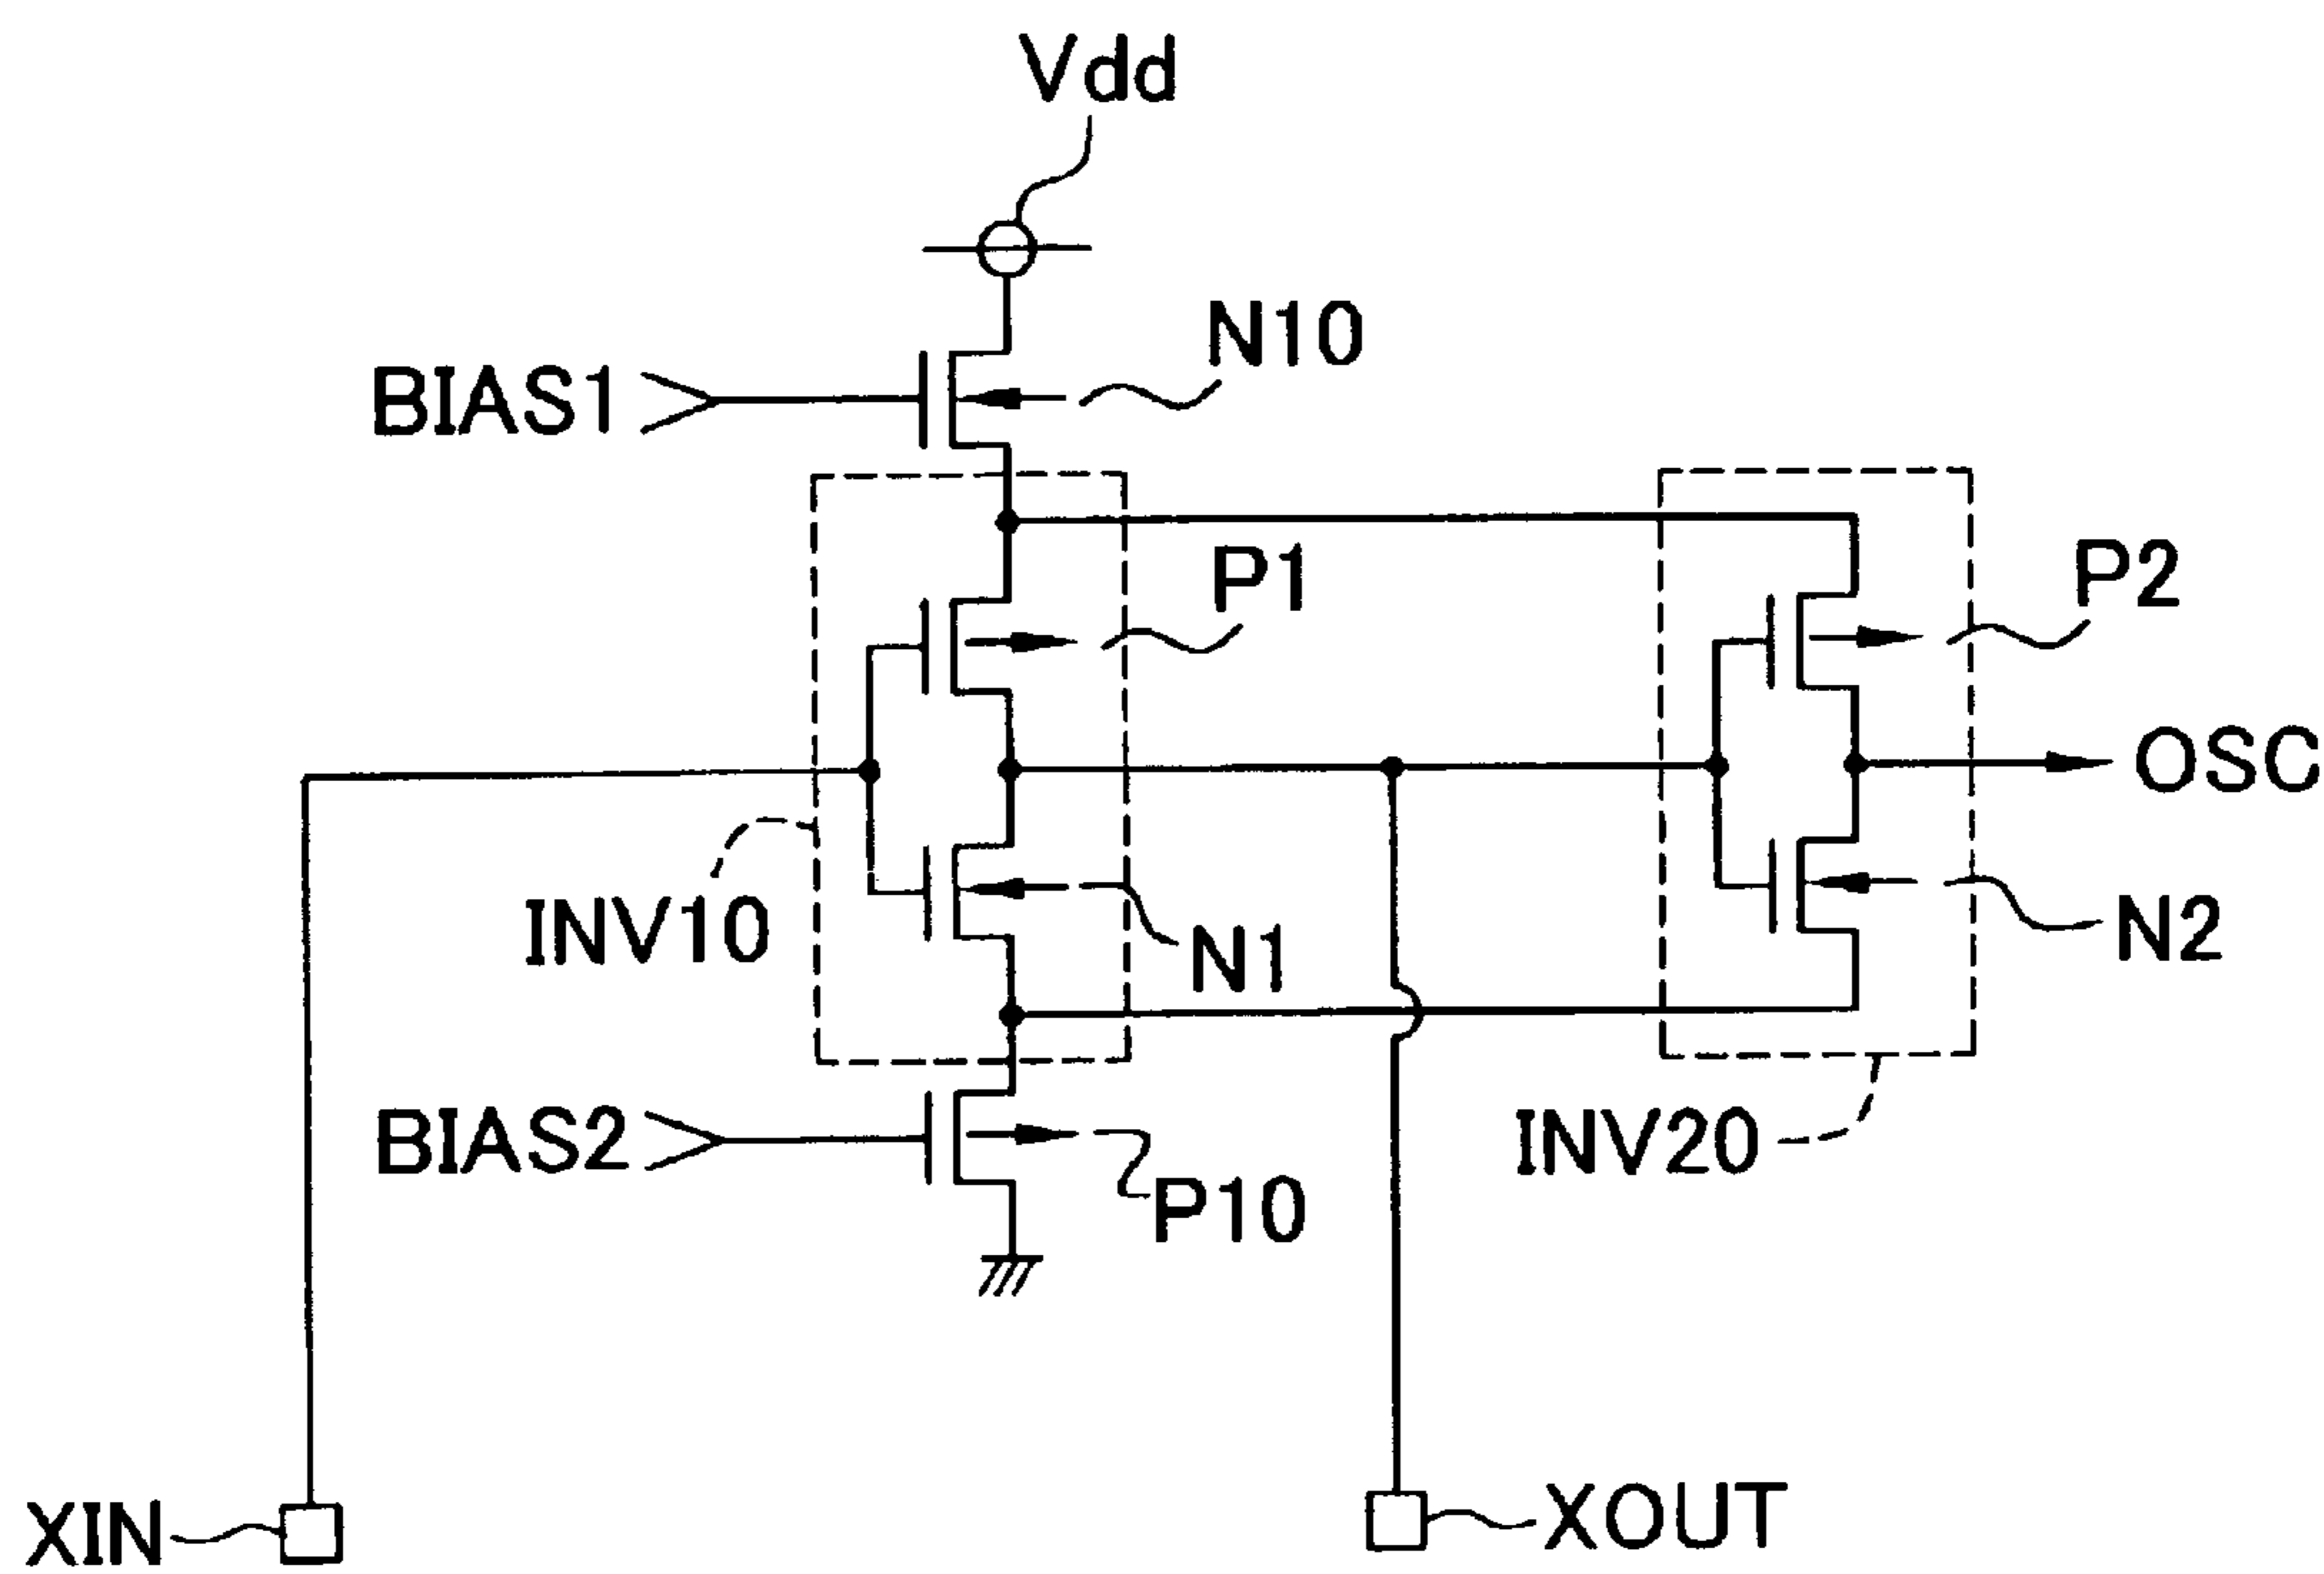 Vdd
N10
BIAS1
P1
P2
OSC
INV10
N1
N2
BIAS2
INV20
P10
XIN
XOUT